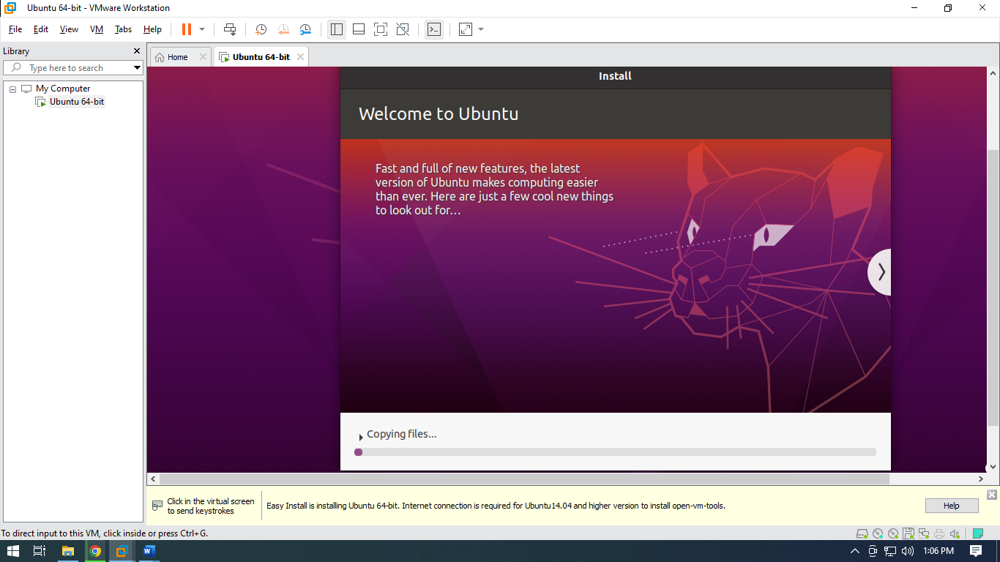 Ubuntu 64-bit - VMware Workstation
File Edit View VM Tabs Help
Library
Home
Ubuntu 64-bit
Type here to search
My Computer
Ubuntu 64-bit
Install
Welcome to Ubuntu
Fast and full of new features, the latest
version of Ubuntu makes computing easier
than ever. Here are just a few cool new things
to look out for...
Copying files...
Click in the virtual screen
to send keystrokes
Easy Install is installing Ubuntu 64-bit. Internet connection is required for Ubuntu14.04 and higher version to install open-vm-tools.
Help
To direct input to this VM, click inside or press Ctrl+G.
1:06 PM